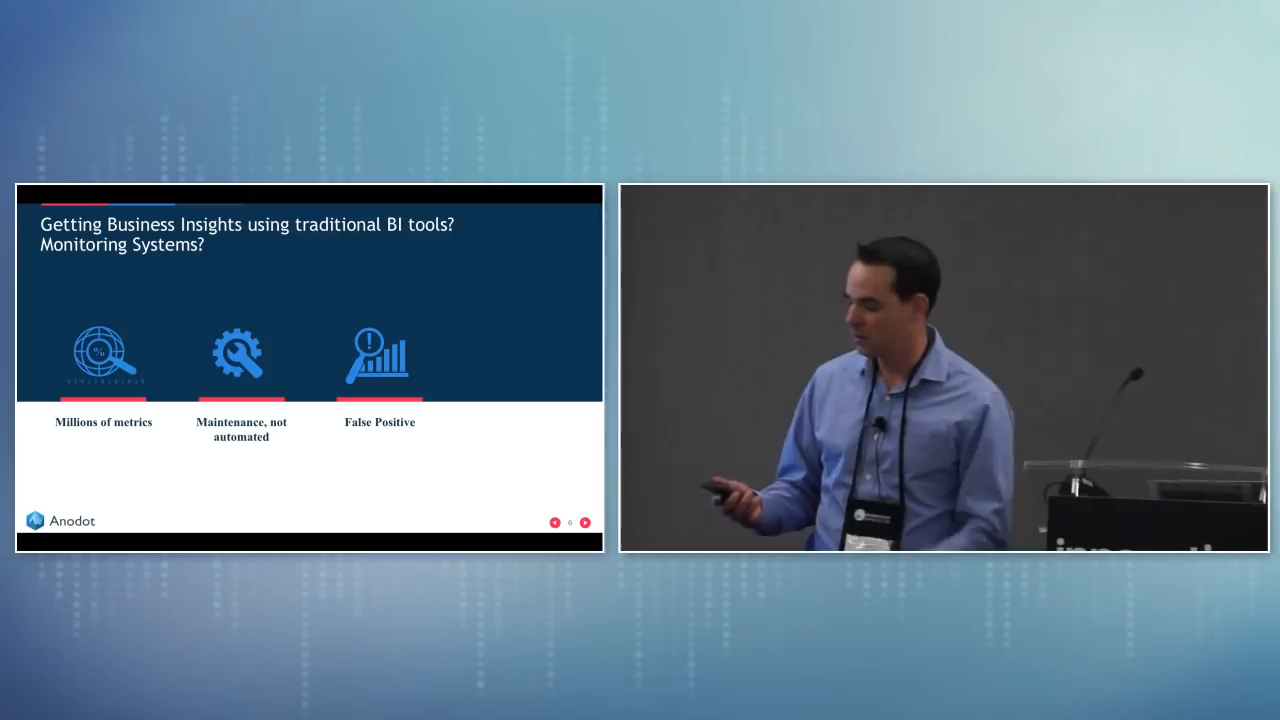 Getting Business Insights using traditional BI tools?
Monitoring Systems?
%
!
Millions of metrics
Maintenance, not
automated
False Positive
Anodot
6